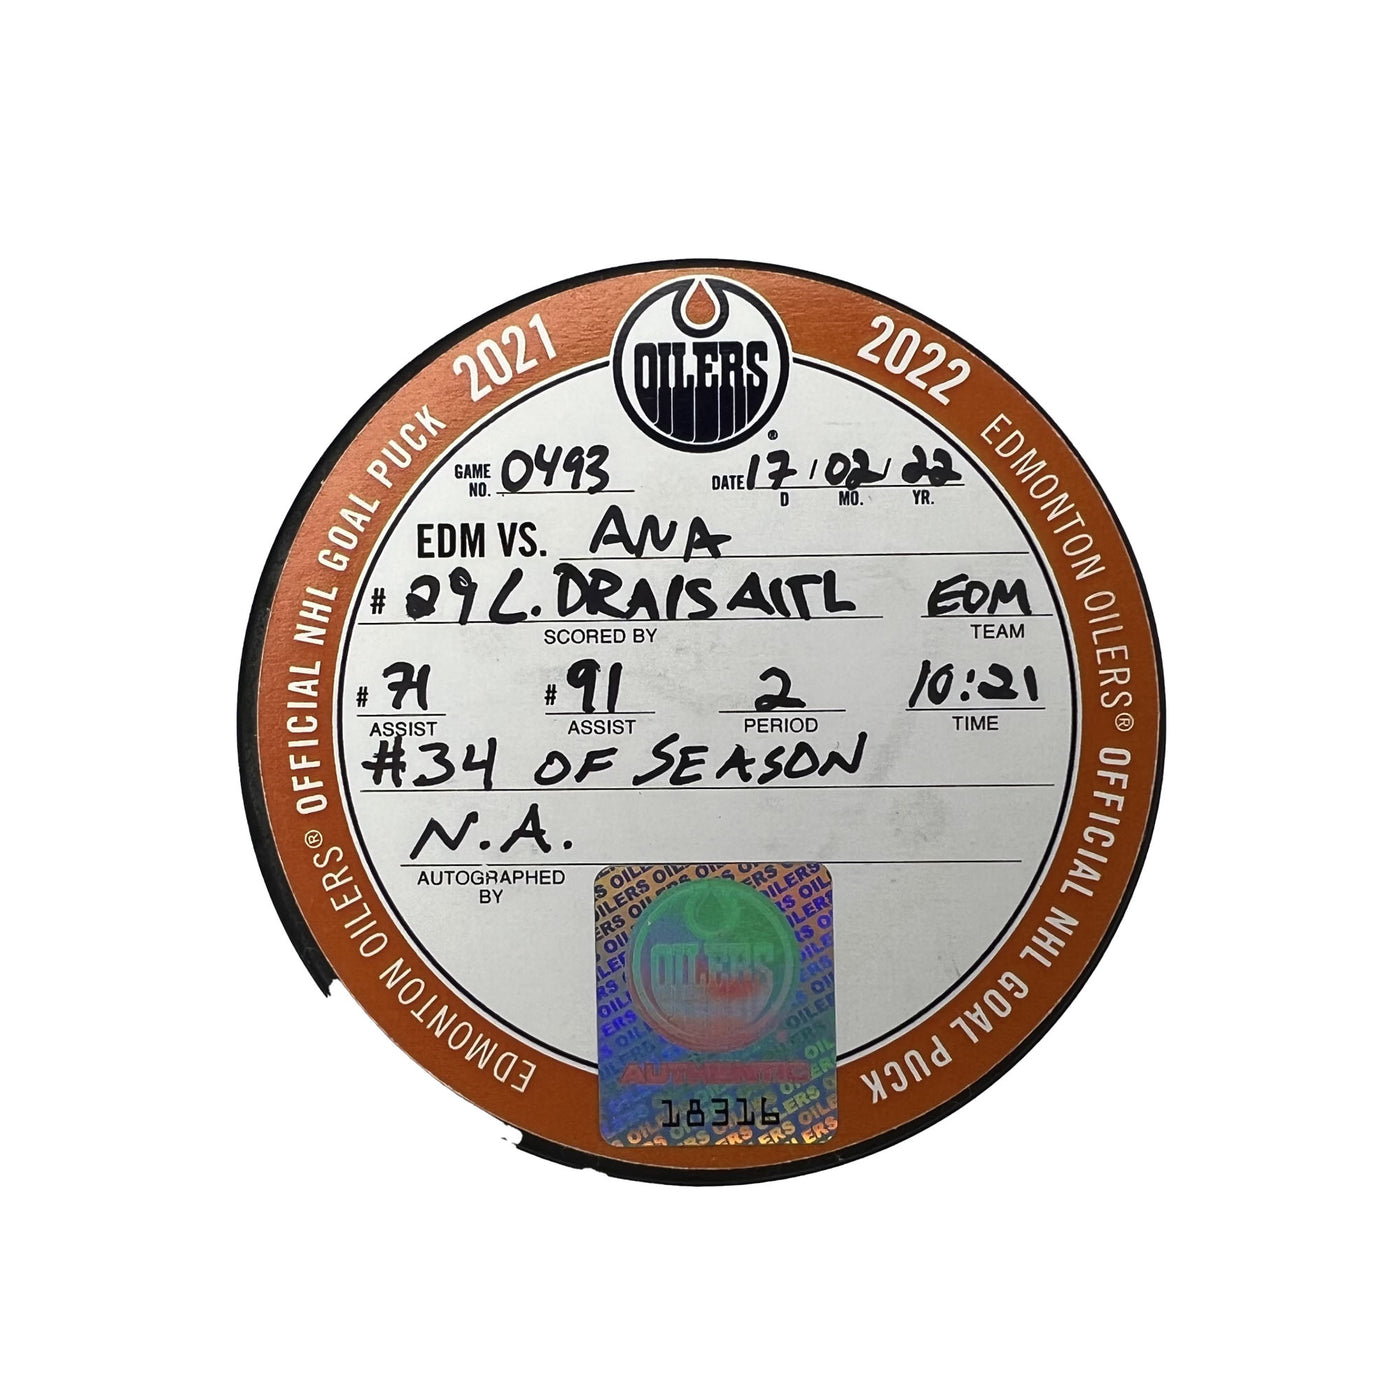 2021 2022
EDMONTON OILERS® OFFICIAL NHL GOAL PUCK
EDMONTON OILERS® OFFICIAL NHL GOAL PUCK
OILERS
GAME NO. 0493 DATE 17 / 02 / 22
D MO. YR.
EDM VS. ANA
# 29 L. DRAISAITL EDM
SCORED BY TEAM
# 71 # 91 2 10:21
ASSIST ASSIST PERIOD TIME
#34 OF SEASON
N.A.
AUTOGRAPHED
BY
OILERS
AUTHENTIC
18316